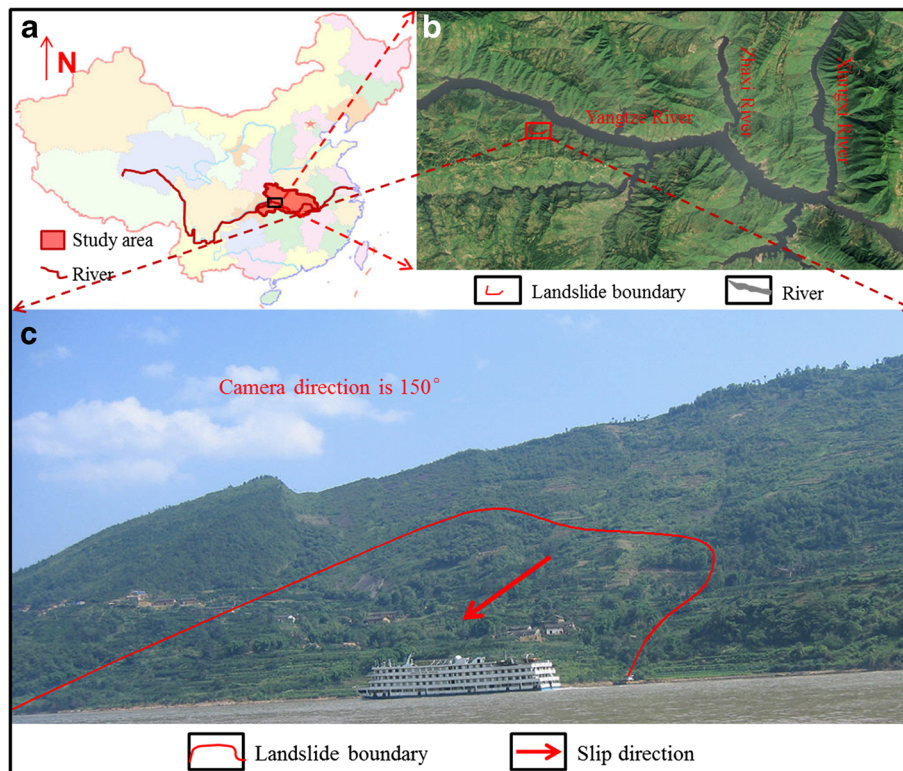 a
N
Study area
River
b
Yangtze River
Zhaxi River
Xiangxi River
Landslide boundary
River
c
Camera direction is 150°
Landslide boundary
Slip direction